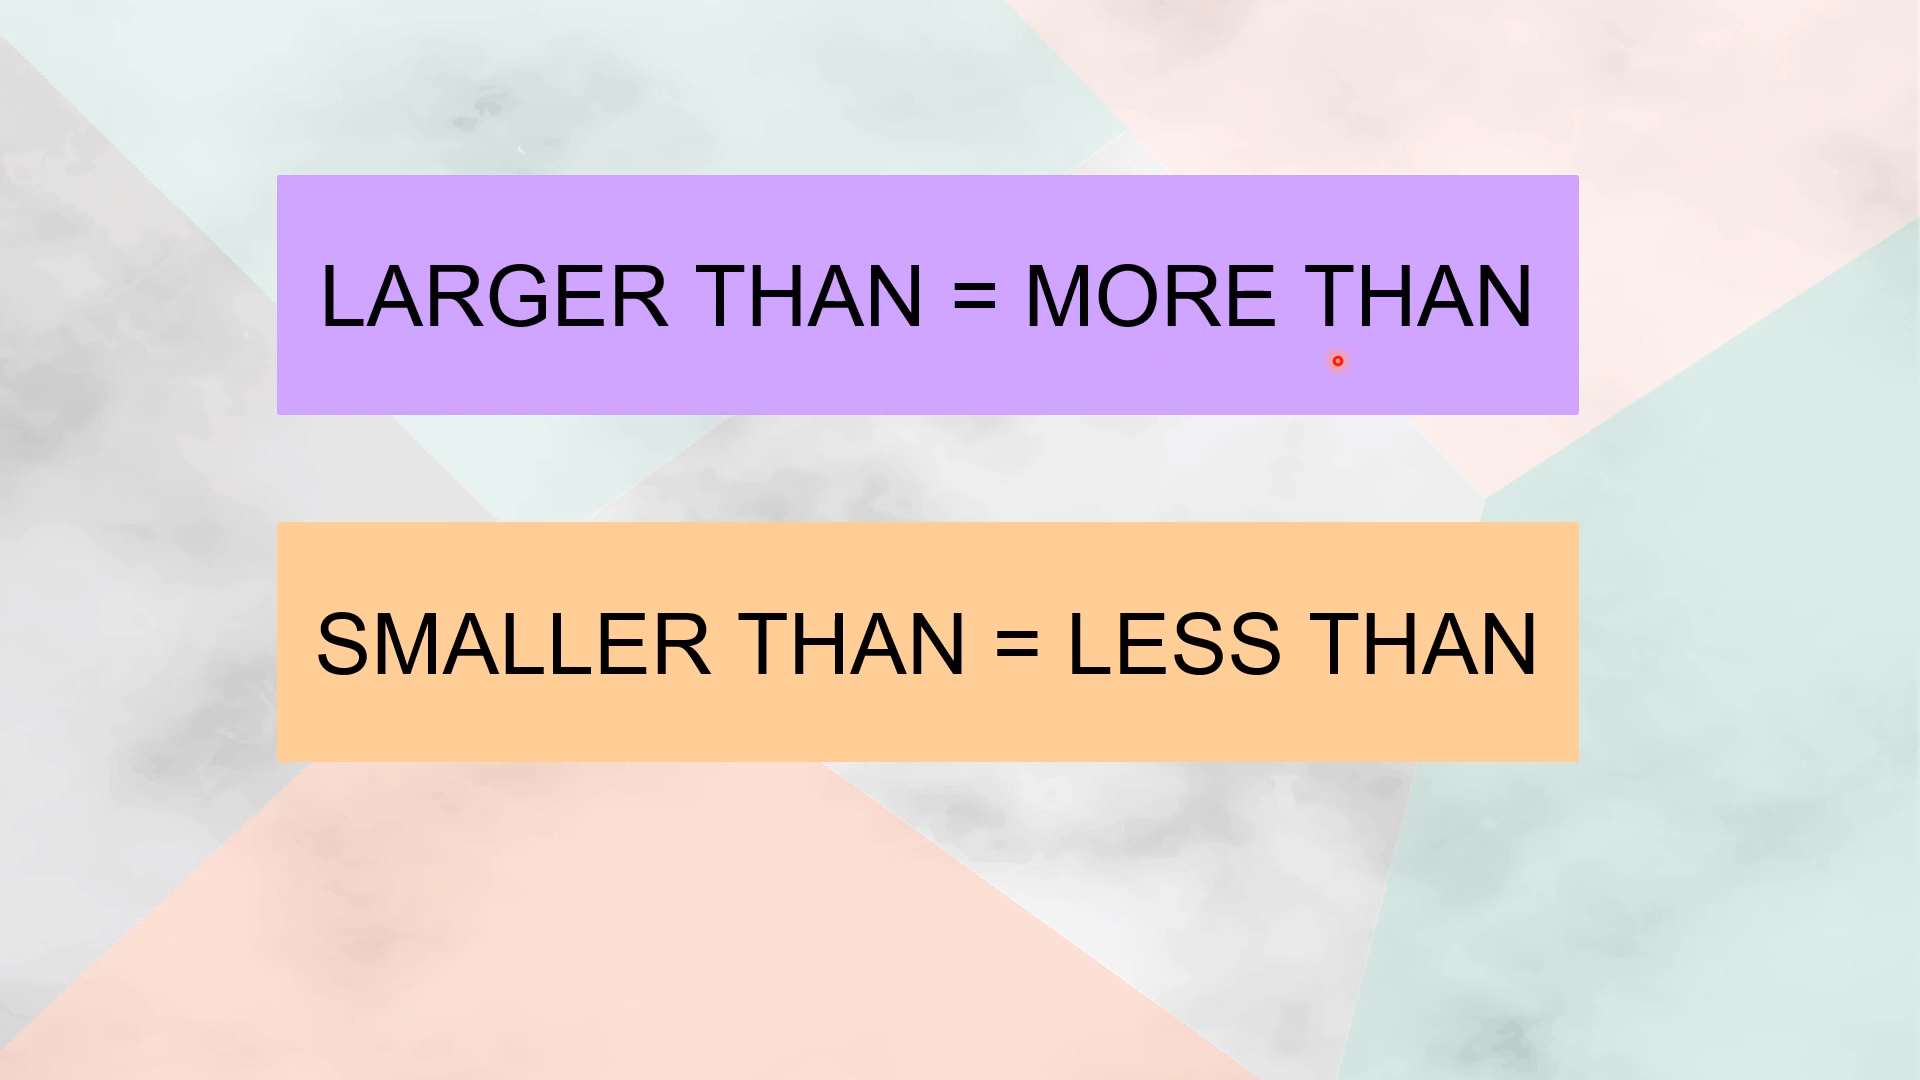 LARGER THAN = MORE THAN
SMALLER THAN = LESS THAN